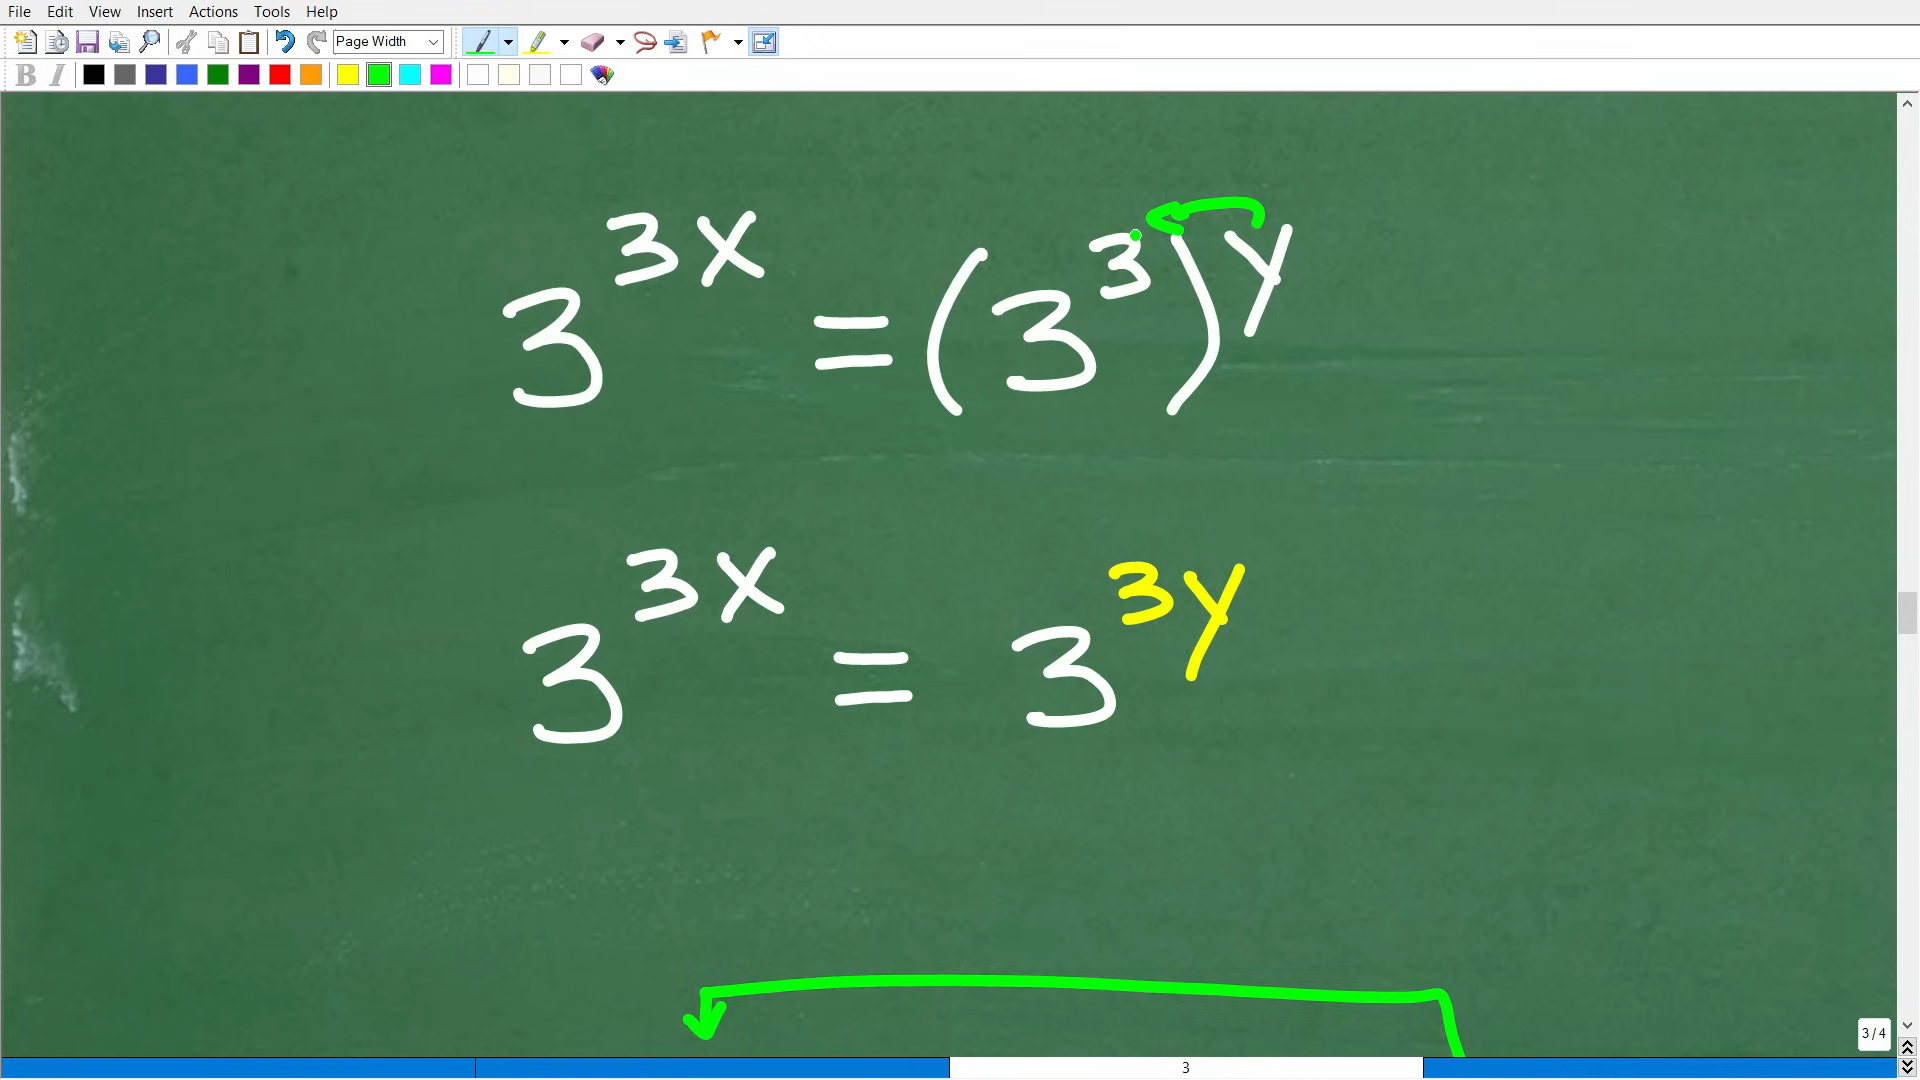 File Edit View Insert Actions Tools Help
Page Width
B I
3^{3x} = (3^3)^y
3^{3x} = 3^{3y}
3 / 4
3